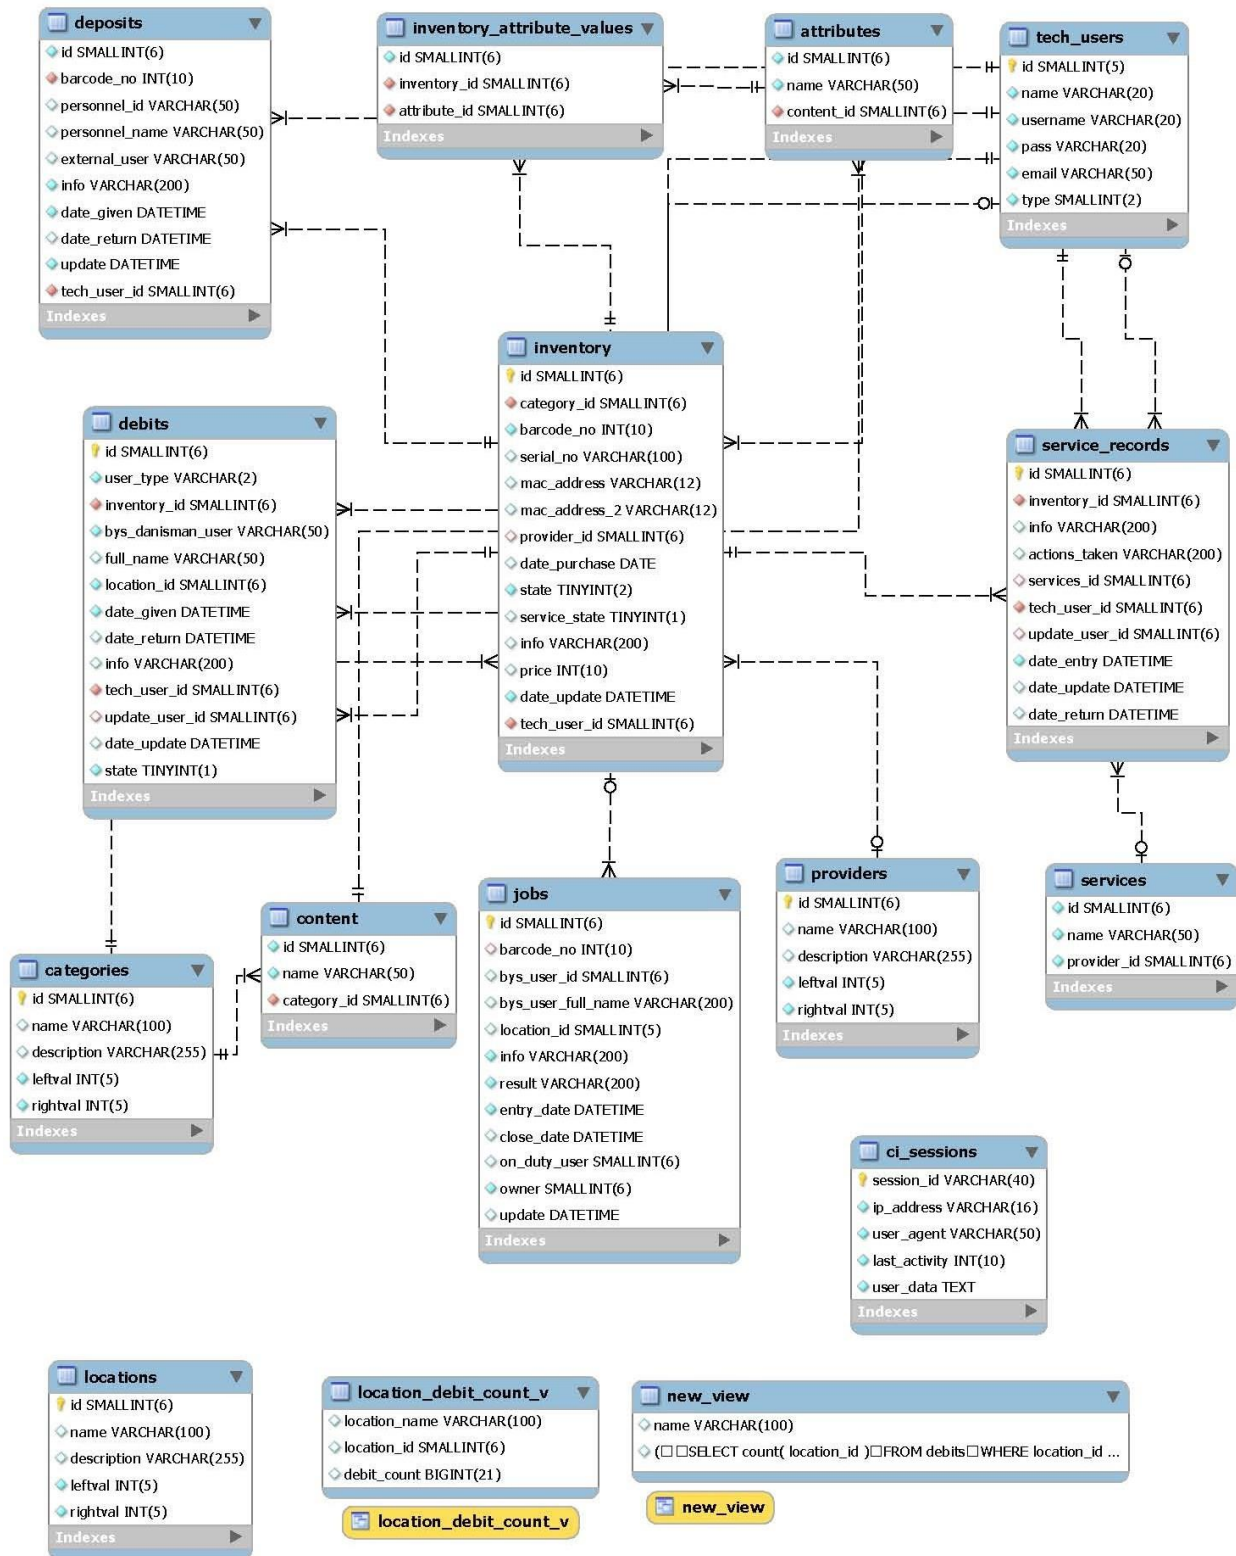 deposits
id SMALLINT(6)
barcode_no INT(10)
personnel_id VARCHAR(50)
personnel_name VARCHAR(50)
external_user VARCHAR(50)
info VARCHAR(200)
date_given DATETIME
date_return DATETIME
update DATETIME
tech_user_id SMALLINT(6)
Indexes
inventory_attribute_values
id SMALLINT(6)
inventory_id SMALLINT(6)
attribute_id SMALLINT(6)
Indexes
attributes
id SMALLINT(6)
name VARCHAR(50)
content_id SMALLINT(6)
Indexes
tech_users
id SMALLINT(5)
name VARCHAR(20)
username VARCHAR(20)
pass VARCHAR(20)
email VARCHAR(50)
type SMALLINT(2)
Indexes
inventory
id SMALLINT(6)
category_id SMALLINT(6)
barcode_no INT(10)
serial_no VARCHAR(100)
mac_address VARCHAR(12)
mac_address_2 VARCHAR(12)
provider_id SMALLINT(6)
date_purchase DATE
state TINYINT(2)
service_state TINYINT(1)
info VARCHAR(200)
price INT(10)
date_update DATETIME
tech_user_id SMALLINT(6)
Indexes
debits
id SMALLINT(6)
user_type VARCHAR(2)
inventory_id SMALLINT(6)
bys_danisman_user VARCHAR(50)
full_name VARCHAR(50)
location_id SMALLINT(6)
date_given DATETIME
date_return DATETIME
info VARCHAR(200)
tech_user_id SMALLINT(6)
update_user_id SMALLINT(6)
date_update DATETIME
state TINYINT(1)
Indexes
service_records
id SMALLINT(6)
inventory_id SMALLINT(6)
info VARCHAR(200)
actions_taken VARCHAR(200)
services_id SMALLINT(6)
tech_user_id SMALLINT(6)
update_user_id SMALLINT(6)
date_entry DATETIME
date_update DATETIME
date_return DATETIME
Indexes
categories
id SMALLINT(6)
name VARCHAR(100)
description VARCHAR(255)
leftval INT(5)
rightval INT(5)
Indexes
content
id SMALLINT(6)
name VARCHAR(50)
category_id SMALLINT(6)
Indexes
jobs
id SMALLINT(6)
barcode_no INT(10)
bys_user_id SMALLINT(6)
bys_user_full_name VARCHAR(200)
location_id SMALLINT(5)
info VARCHAR(200)
result VARCHAR(200)
entry_date DATETIME
close_date DATETIME
on_duty_user SMALLINT(6)
owner SMALLINT(6)
update DATETIME
Indexes
providers
id SMALLINT(6)
name VARCHAR(100)
description VARCHAR(255)
leftval INT(5)
rightval INT(5)
Indexes
services
id SMALLINT(6)
name VARCHAR(50)
provider_id SMALLINT(6)
Indexes
ci_sessions
session_id VARCHAR(40)
ip_address VARCHAR(16)
user_agent VARCHAR(50)
last_activity INT(10)
user_data TEXT
Indexes
locations
id SMALLINT(6)
name VARCHAR(100)
description VARCHAR(255)
leftval INT(5)
rightval INT(5)
Indexes
location_debit_count_v
location_name VARCHAR(100)
location_id SMALLINT(6)
debit_count BIGINT(21)
location_debit_count_v
new_view
name VARCHAR(100)
(□ □SELECT count( location_id )□FROM debits□WHERE location_id ...
new_view